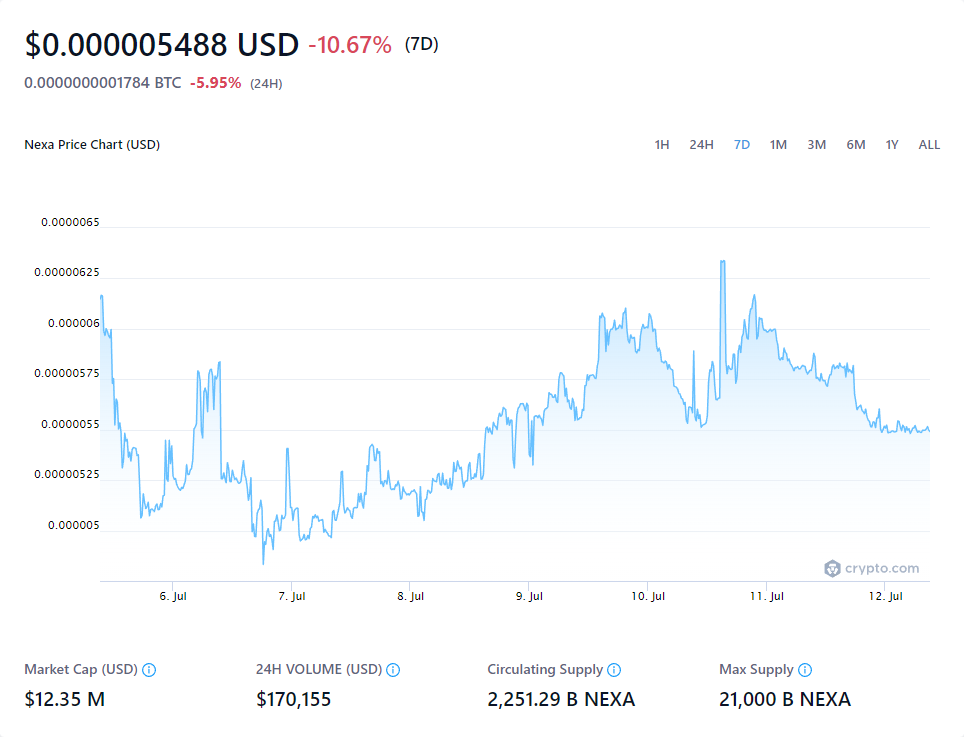 $0.000005488 USD -10.67% (7D)
0.0000000001784 BTC -5.95% (24H)
Nexa Price Chart (USD)
1H 24H 7D 1M 3M 6M 1Y ALL
0.0000065
0.00000625
0.000006
0.00000575
0.0000055
0.00000525
0.000005
crypto.com
6. Jul 7. Jul 8. Jul 9. Jul 10. Jul 11. Jul 12. Jul
Market Cap (USD) 24H VOLUME (USD) Circulating Supply Max Supply
$12.35 M $170,155 2,251.29 B NEXA 21,000 B NEXA